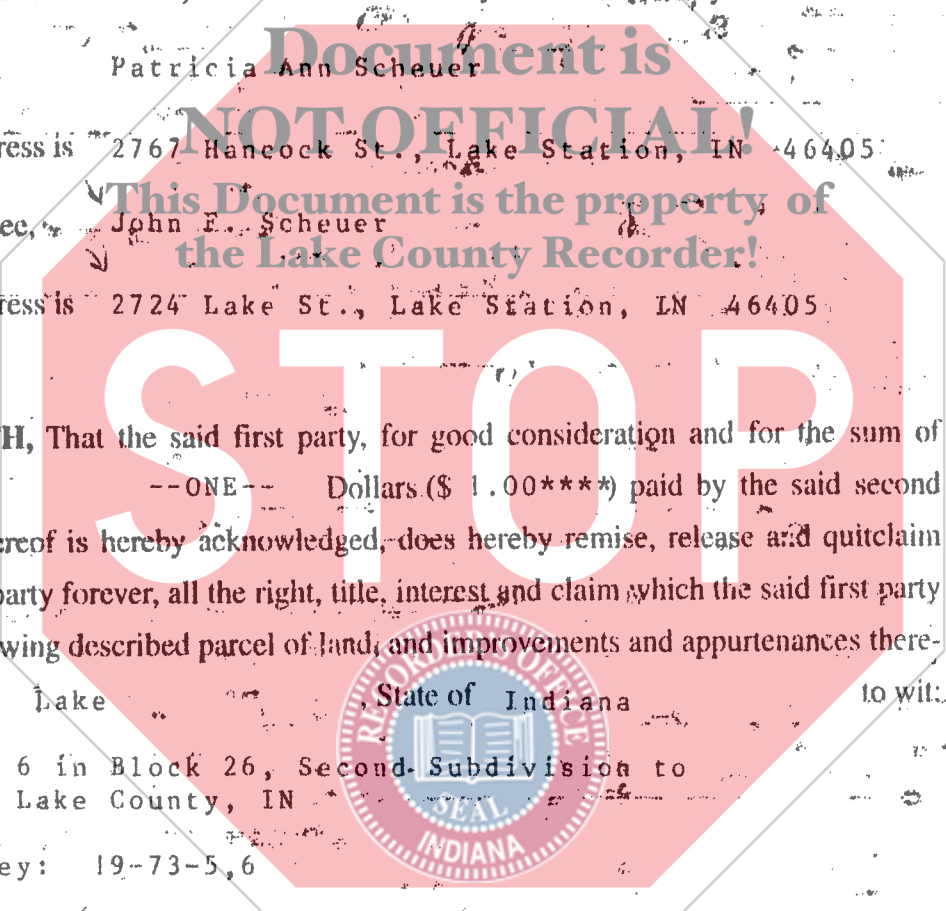 Document is
Patricia Ann Scheuer
NOT OFFICIAL!
ress is 2767 Hancock St., Lake Station, IN 46405
This Document is the property of
ee, John F. Scheuer
the Lake County Recorder!
ress is 2724 Lake St., Lake Station, IN 46405
STOP
TH, That the said first party, for good consideration and for the sum of
--ONE-- Dollars ($ 1.00****) paid by the said second
ereof is hereby acknowledged, does hereby remise, release and quitclaim
party forever, all the right, title, interest and claim which the said first party
wing described parcel of land, and improvements and appurtenances there-
Lake , State of Indiana to wit:
RECORDER'S OFFICE
6 in Block 26, Second Subdivision to
Lake County, IN
SEAL
INDIANA
ey: 19-73-5,6